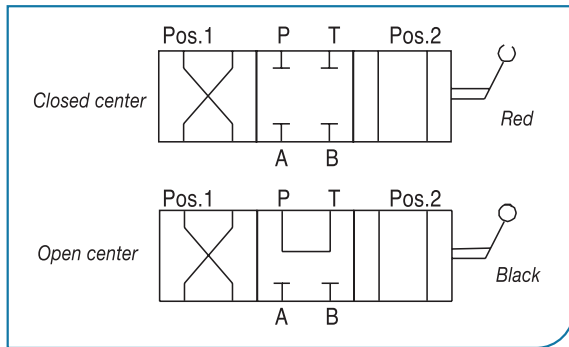 Pos.1 P T Pos.2
Closed center
Red
A B
Pos.1 P T Pos.2
Open center
Black
A B